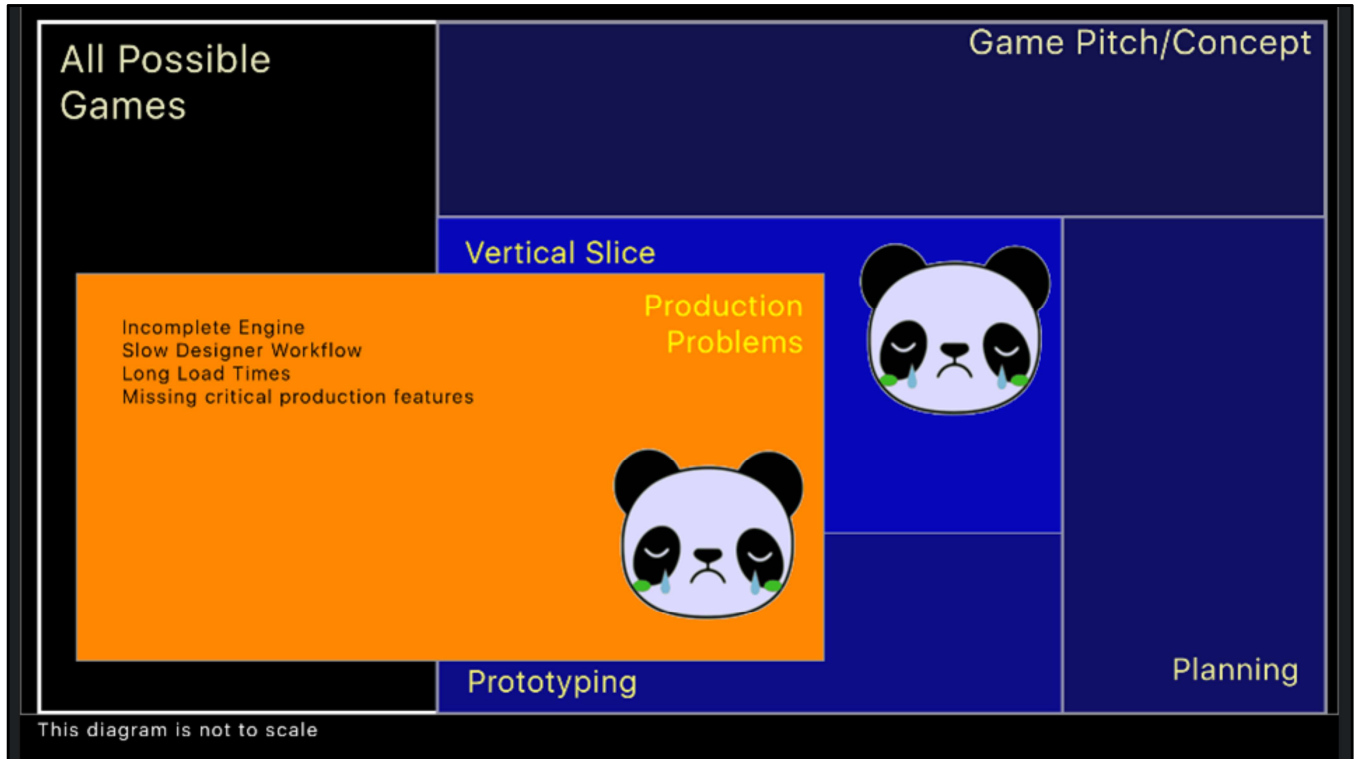 All Possible
Games
Game Pitch/Concept
Vertical Slice
Production
Problems
Incomplete Engine
Slow Designer Workflow
Long Load Times
Missing critical production features
Prototyping
Planning
This diagram is not to scale